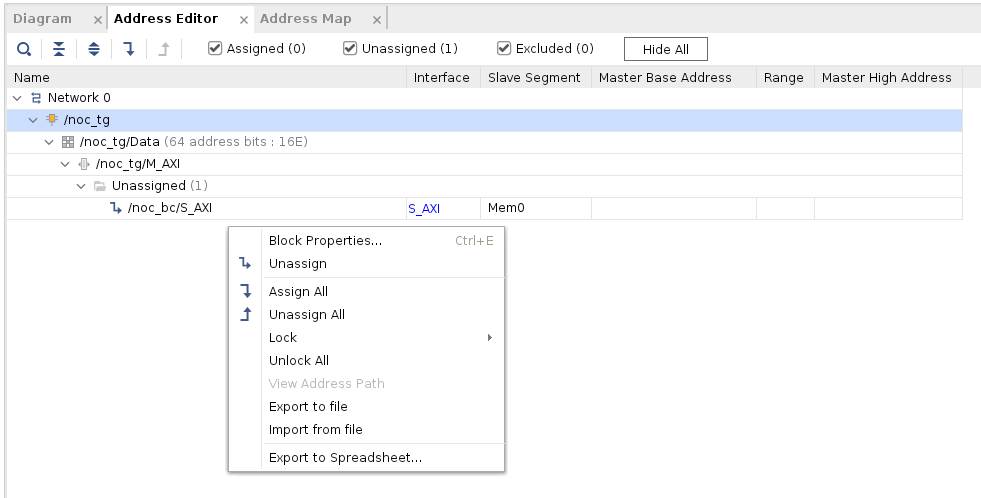 Diagram Address Editor Address Map
Assigned (0) Unassigned (1) Excluded (0) Hide All
Name Interface Slave Segment Master Base Address Range Master High Address
Network 0
/noc_tg
/noc_tg/Data (64 address bits : 16E)
/noc_tg/M_AXI
Unassigned (1)
/noc_bc/S_AXI S_AXI Mem0
Block Properties... Ctrl+E
Unassign
Assign All
Unassign All
Lock
Unlock All
View Address Path
Export to file
Import from file
Export to Spreadsheet...